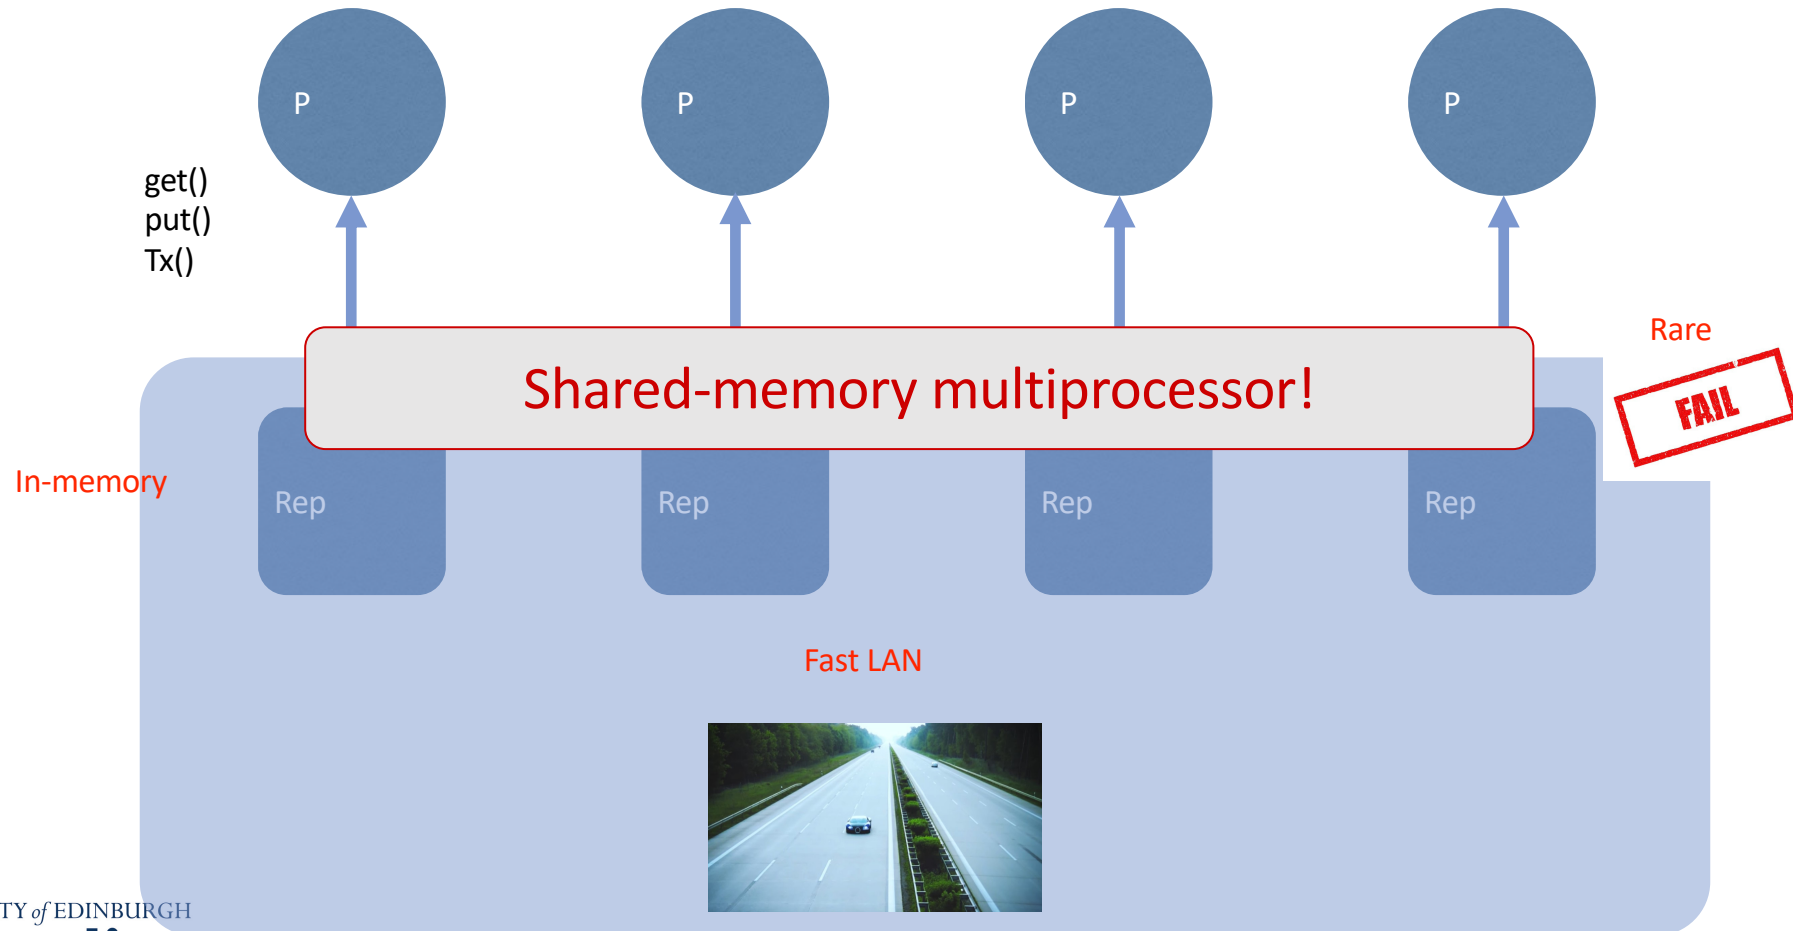 P
P
P
P
get()
put()
Tx()
Rare
FAIL
Shared-memory multiprocessor!
In-memory
Rep
Rep
Rep
Rep
Fast LAN
TY of EDINBURGH